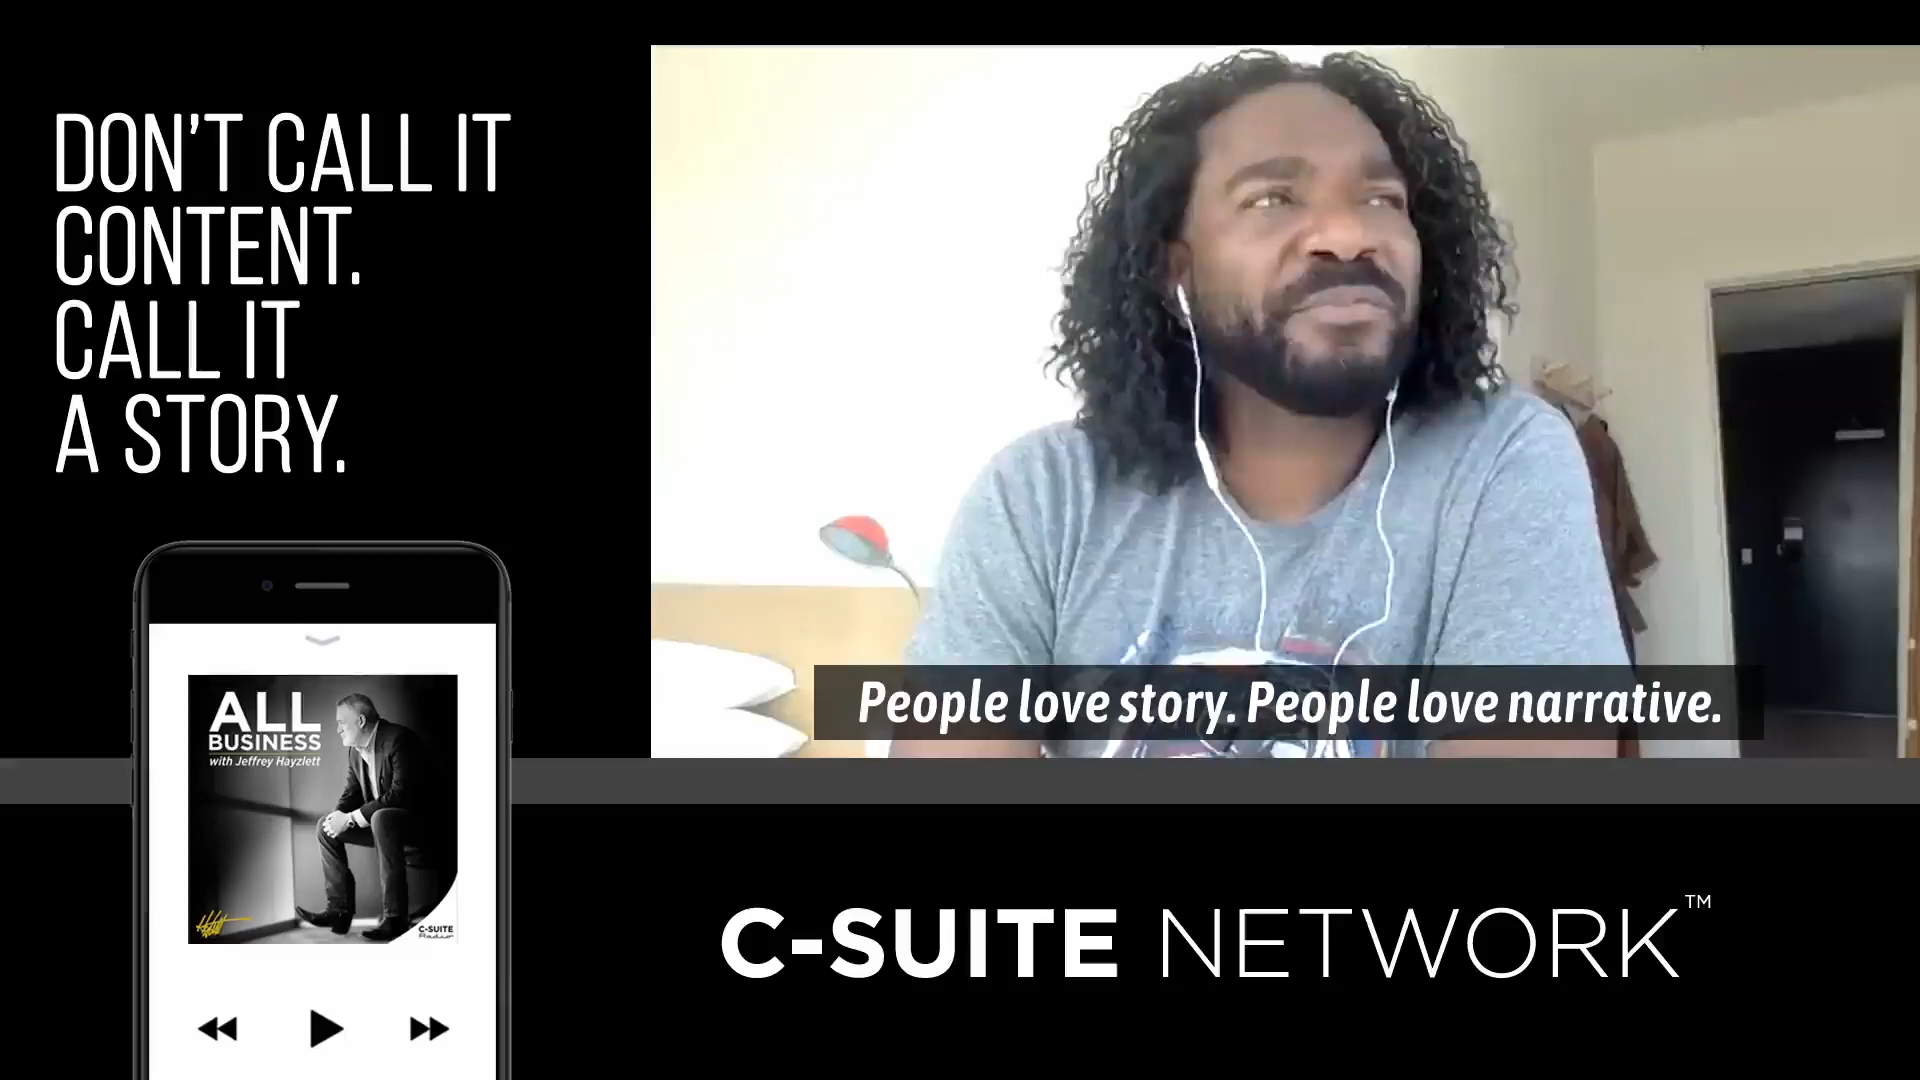 DON'T CALL IT
CONTENT.
CALL IT
A STORY.
People love story. People love narrative.
ALL
BUSINESS
with Jeffrey Hayzlett
C-SUITE
Radio
C-SUITE NETWORK™